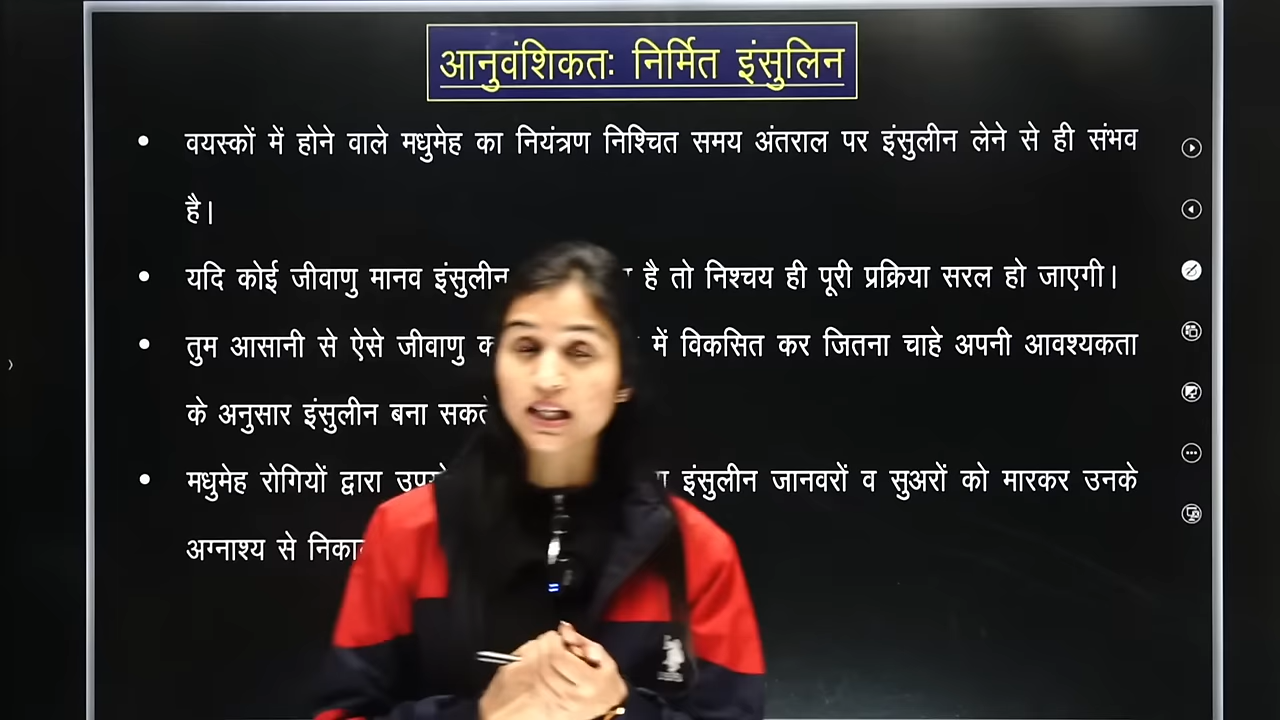 आनुवंशिकतः निर्मित इंसुलिन
• वयस्कों में होने वाले मधुमेह का नियंत्रण निश्चित समय अंतराल पर इंसुलीन लेने से ही संभव
है।
• यदि कोई जीवाणु मानव इंसुलीन है तो निश्चय ही पूरी प्रक्रिया सरल हो जाएगी।
• तुम आसानी से ऐसे जीवाणु में विकसित कर जितना चाहे अपनी आवश्यकता
के अनुसार इंसुलीन बना
• मधुमेह रोगियों द्वारा इंसुलीन जानवरों व सुअरों को मारकर उनके
अग्नाश्य से